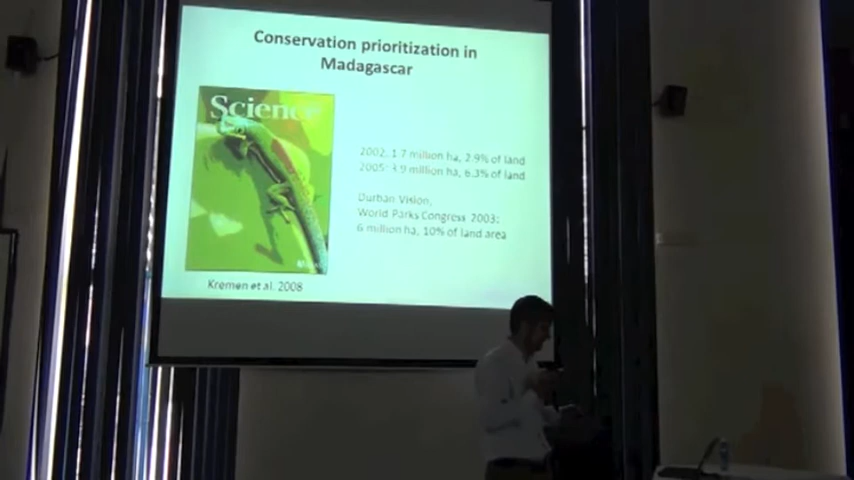 Conservation prioritization in
Madagascar
Science
2002: 1.7 million ha, 2.9% of land
2005: 3.9 million ha, 6.3% of land
Durban Vision,
World Parks Congress 2003:
6 million ha, 10% of land area
Kremen et al. 2008